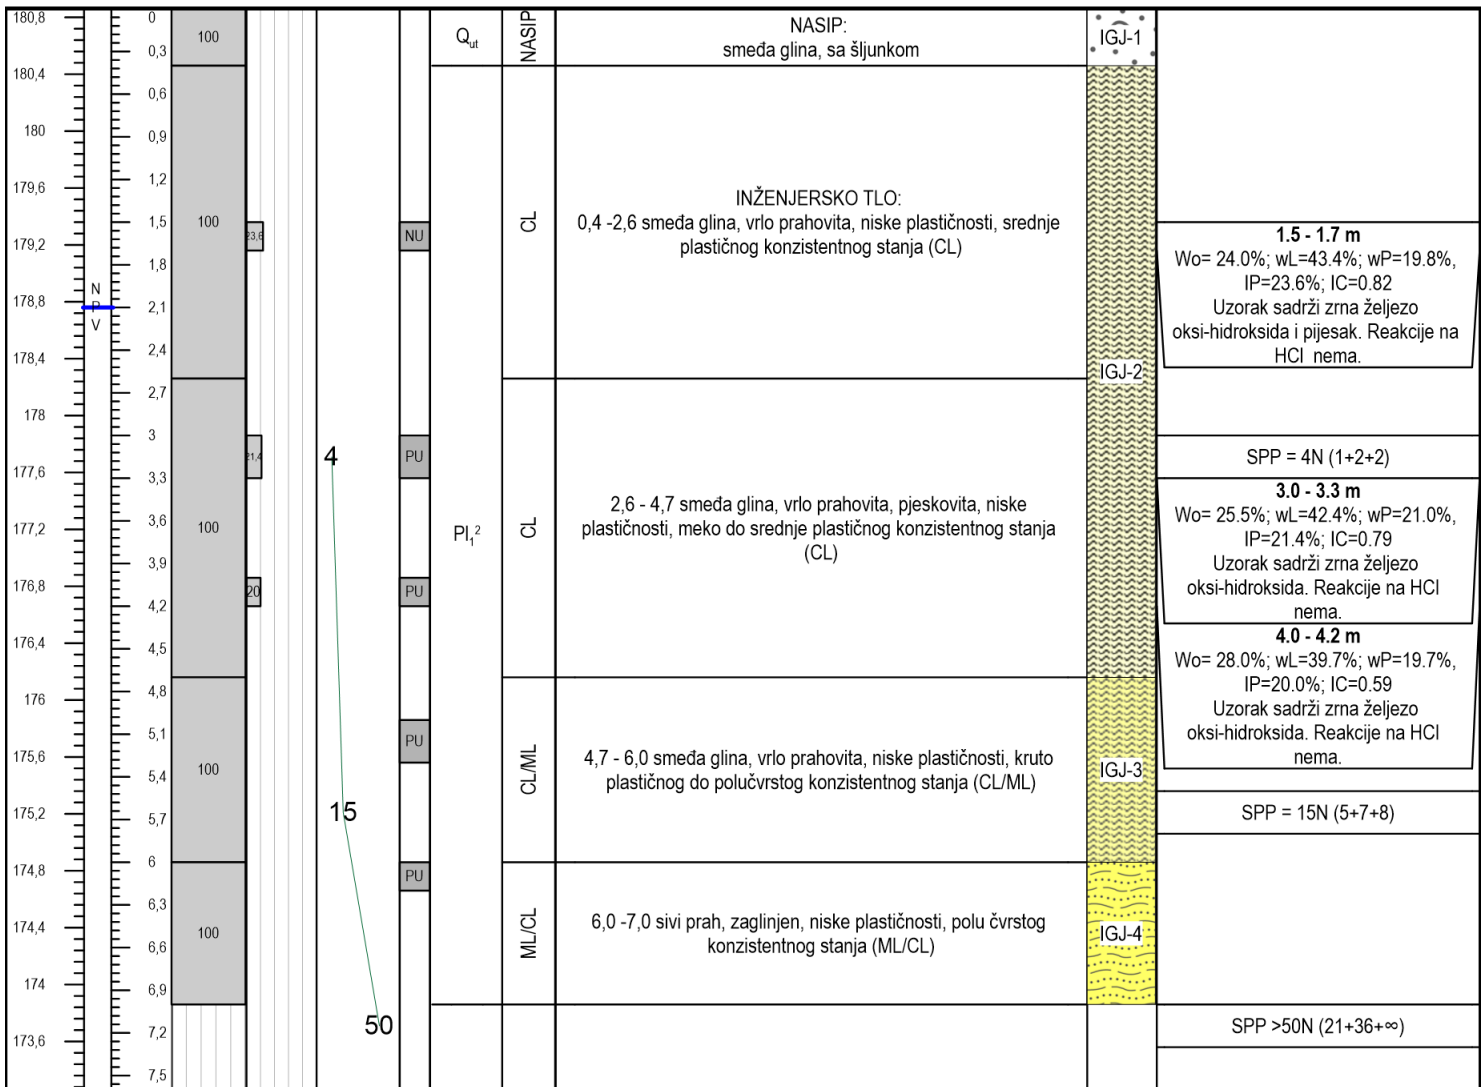 180,8
180,4
180
179,6
179,2
178,8
178,4
178
177,6
177,2
176,8
176,4
176
175,6
175,2
174,8
174,4
174
173,6
N
P
V
0
0,3
0,6
0,9
1,2
1,5
1,8
2,1
2,4
2,7
3
3,3
3,6
3,9
4,2
4,5
4,8
5,1
5,4
5,7
6
6,3
6,6
6,9
7,2
7,5
100
100
100
100
100
23,6
21,4
20
4
15
50
NU
PU
PU
PU
PU
Qut
Pl₁²
NASIP
CL
CL
CL/ML
ML/CL
NASIP:
smeđa glina, sa šljunkom
INŽENJERSKO TLO:
0,4 -2,6 smeđa glina, vrlo prahovita, niske plastičnosti, srednje
plastičnog konzistentnog stanja (CL)
2,6 - 4,7 smeđa glina, vrlo prahovita, pjeskovita, niske
plastičnosti, meko do srednje plastičnog konzistentnog stanja
(CL)
4,7 - 6,0 smeđa glina, vrlo prahovita, niske plastičnosti, kruto
plastičnog do polučvrstog konzistentnog stanja (CL/ML)
6,0 -7,0 sivi prah, zaglinjen, niske plastičnosti, polu čvrstog
konzistentnog stanja (ML/CL)
IGJ-1
IGJ-2
IGJ-3
IGJ-4
1.5 - 1.7 m
Wo= 24.0%; wL=43.4%; wP=19.8%,
IP=23.6%; IC=0.82
Uzorak sadrži zrna željezo
oksi-hidroksida i pijesak. Reakcije na
HCl nema.
SPP = 4N (1+2+2)
3.0 - 3.3 m
Wo= 25.5%; wL=42.4%; wP=21.0%,
IP=21.4%; IC=0.79
Uzorak sadrži zrna željezo
oksi-hidroksida. Reakcije na HCl
nema.
4.0 - 4.2 m
Wo= 28.0%; wL=39.7%; wP=19.7%,
IP=20.0%; IC=0.59
Uzorak sadrži zrna željezo
oksi-hidroksida. Reakcije na HCl
nema.
SPP = 15N (5+7+8)
SPP >50N (21+36+∞)